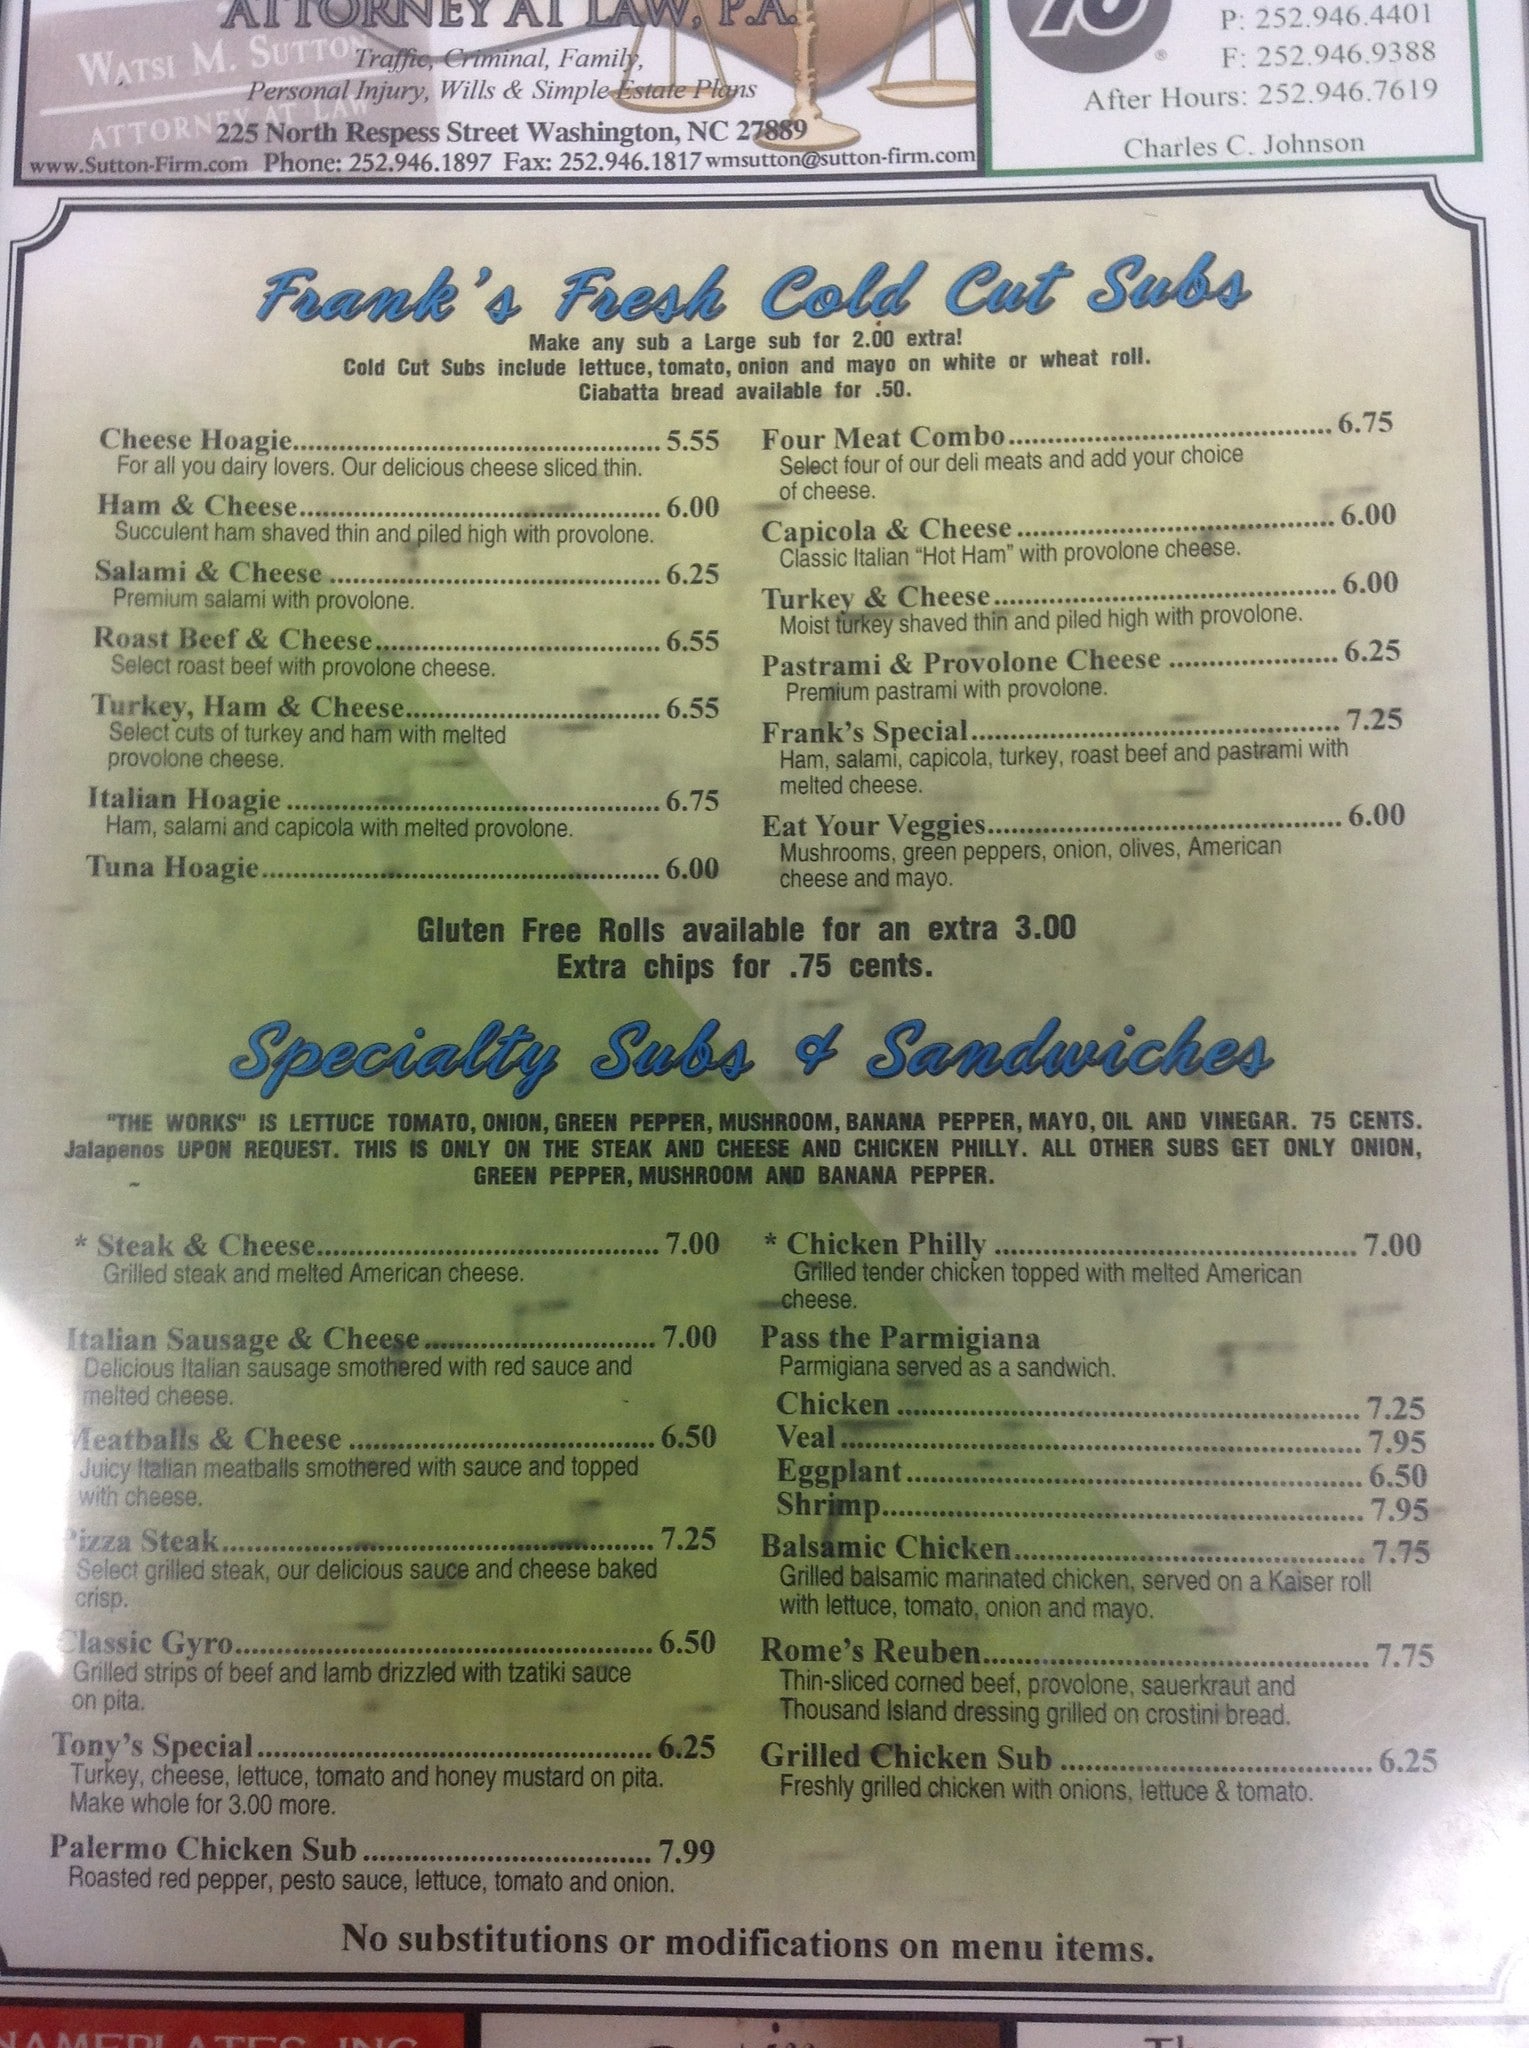 ATTORNEY AT LAW, P.A.
WATSI M. SUTTON
ATTORNEY AT LAW
Traffic, Criminal, Family,
Personal Injury, Wills & Simple Estate Plans
225 North Respess Street Washington, NC 27889
www.Sutton-Firm.com Phone: 252.946.1897 Fax: 252.946.1817 wmsutton@sutton-firm.com
76
P: 252.946.4401
F: 252.946.9388
After Hours: 252.946.7619
Charles C. Johnson
Frank's Fresh Cold Cut Subs
Make any sub a Large sub for 2.00 extra!
Cold Cut Subs include lettuce, tomato, onion and mayo on white or wheat roll.
Ciabatta bread available for .50.
Cheese Hoagie 5.55
For all you dairy lovers. Our delicious cheese sliced thin.
Ham & Cheese 6.00
Succulent ham shaved thin and piled high with provolone.
Salami & Cheese 6.25
Premium salami with provolone.
Roast Beef & Cheese 6.55
Select roast beef with provolone cheese.
Turkey, Ham & Cheese 6.55
Select cuts of turkey and ham with melted
provolone cheese.
Italian Hoagie 6.75
Ham, salami and capicola with melted provolone.
Tuna Hoagie 6.00
Four Meat Combo 6.75
Select four of our deli meats and add your choice
of cheese.
Capicola & Cheese 6.00
Classic Italian "Hot Ham" with provolone cheese.
Turkey & Cheese 6.00
Moist turkey shaved thin and piled high with provolone.
Pastrami & Provolone Cheese 6.25
Premium pastrami with provolone.
Frank's Special 7.25
Ham, salami, capicola, turkey, roast beef and pastrami with
melted cheese.
Eat Your Veggies 6.00
Mushrooms, green peppers, onion, olives, American
cheese and mayo.
Gluten Free Rolls available for an extra 3.00
Extra chips for .75 cents.
Specialty Subs & Sandwiches
"THE WORKS" IS LETTUCE TOMATO, ONION, GREEN PEPPER, MUSHROOM, BANANA PEPPER, MAYO, OIL AND VINEGAR. 75 CENTS.
Jalapenos UPON REQUEST. THIS IS ONLY ON THE STEAK AND CHEESE AND CHICKEN PHILLY. ALL OTHER SUBS GET ONLY ONION,
GREEN PEPPER, MUSHROOM AND BANANA PEPPER.
* Steak & Cheese 7.00
Grilled steak and melted American cheese.
Italian Sausage & Cheese 7.00
Delicious Italian sausage smothered with red sauce and
melted cheese.
Meatballs & Cheese 6.50
Juicy Italian meatballs smothered with sauce and topped
with cheese.
Pizza Steak 7.25
Select grilled steak, our delicious sauce and cheese baked
crisp.
Classic Gyro 6.50
Grilled strips of beef and lamb drizzled with tzatiki sauce
on pita.
Tony's Special 6.25
Turkey, cheese, lettuce, tomato and honey mustard on pita.
Make whole for 3.00 more.
Palermo Chicken Sub 7.99
Roasted red pepper, pesto sauce, lettuce, tomato and onion.
* Chicken Philly 7.00
Grilled tender chicken topped with melted American
cheese.
Pass the Parmigiana
Parmigiana served as a sandwich.
Chicken 7.25
Veal 7.95
Eggplant 6.50
Shrimp 7.95
Balsamic Chicken 7.75
Grilled balsamic marinated chicken, served on a Kaiser roll
with lettuce, tomato, onion and mayo.
Rome's Reuben 7.75
Thin-sliced corned beef, provolone, sauerkraut and
Thousand Island dressing grilled on crostini bread.
Grilled Chicken Sub 6.25
Freshly grilled chicken with onions, lettuce & tomato.
No substitutions or modifications on menu items.
NAMEPLATES, INC
The